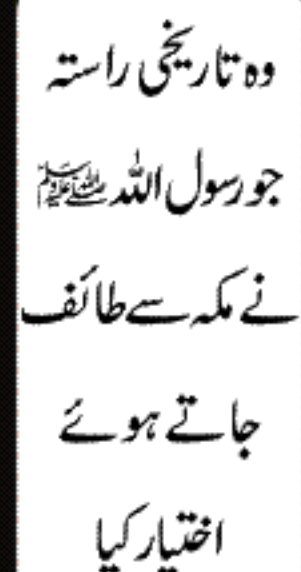 وہ تاریخی راستہ
جو رسول اللہ ﷺ
نے مکہ سے طائف
جاتے ہوئے
اختیار کیا